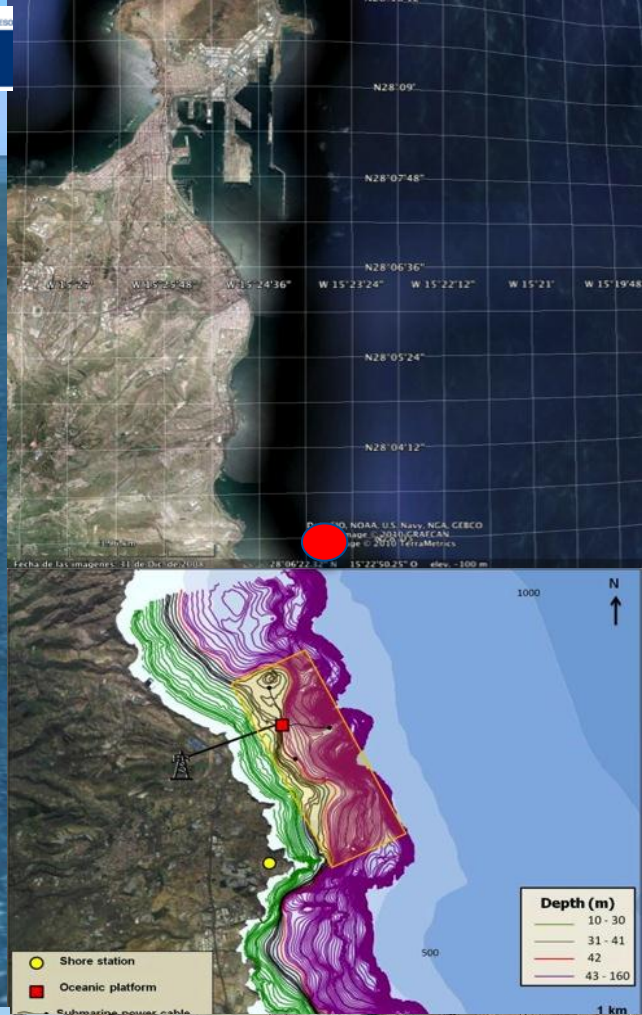 N28°09'
N28°07'48"
N28°06'36"
W 15°27' W 15°25'48" W 15°24'36" W 15°23'24" W 15°22'12" W 15°21' W 15°19'48
N28°05'24"
N28°04'12"
NOAA, U.S. Navy, NGA, GEBCO
© 2010 GRAFCAN
© 2010 TerraMetrics
Fecha de las imágenes: 31 de Dic de 28°06'22.32" N 15°22'50.25" O elev. -100 m
1000
N
Depth (m)
10 - 30
31 - 41
42
43 - 160
500
Shore station
Oceanic platform
Submarine power cable
1 km